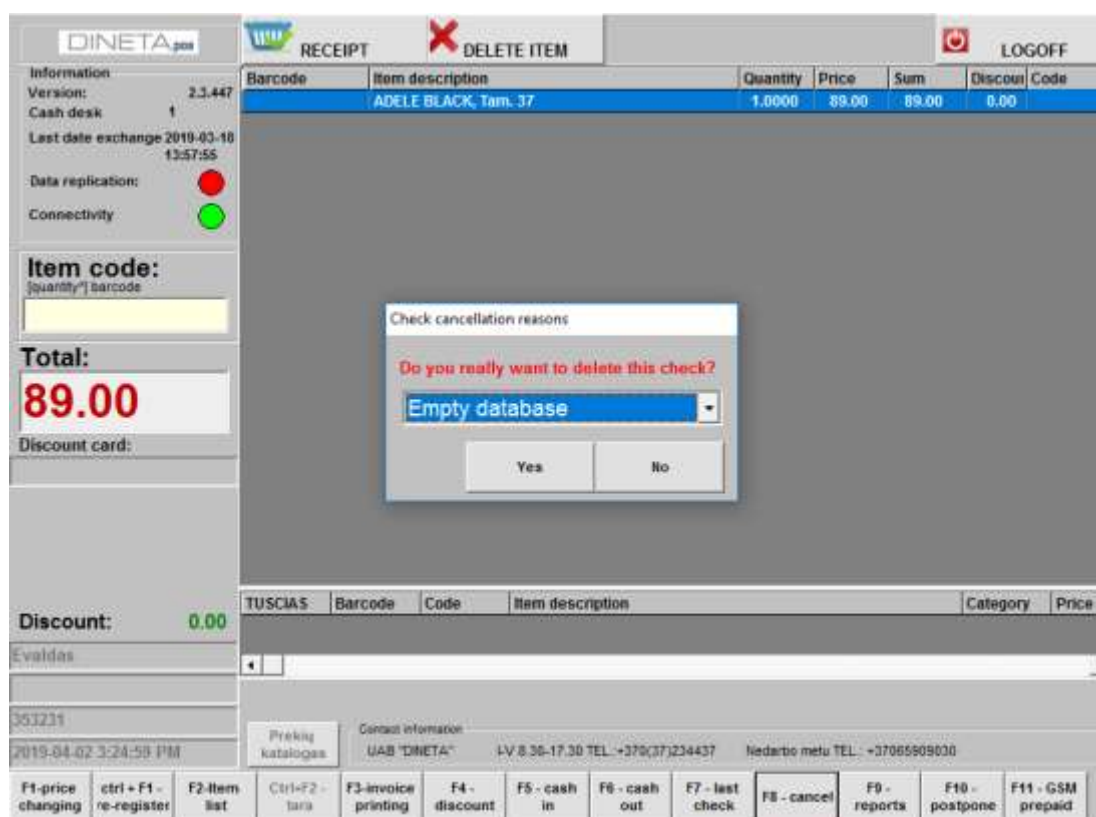 DINETA.pos
RECEIPT
DELETE ITEM
LOGOFF
Information
Version: 2.3.447
Cash desk 1
Last date exchange 2019-03-18
13:57:55
Data replication:
Connectivity
Item code:
[quantity*] barcode
Total:
89.00
Discount card:
Discount: 0.00
Evaldas
353231
2019-04-02 3:24:59 PM
Barcode Item description Quantity Price Sum Discoun Code
ADELE BLACK, Tam. 37 1.0000 89.00 89.00 0.00
Check cancellation reasons
Do you really want to delete this check?
Empty database
Yes No
TUSCIAS Barcode Code Item description Category Price
Prekių
katalogas
Contact information
UAB "DINETA" I-V 8.30-17.30 TEL.:+370(37)234437 Nedarbo metu TEL.: +37065909030
F1-price
changing
ctrl + F1 -
re-register
F2-Item
list
Ctrl+F2 -
tara
F3-invoice
printing
F4 -
discount
F5 - cash
in
F6 - cash
out
F7 - last
check
F8 - cancel
F9 -
reports
F10 -
postpone
F11 - GSM
prepaid